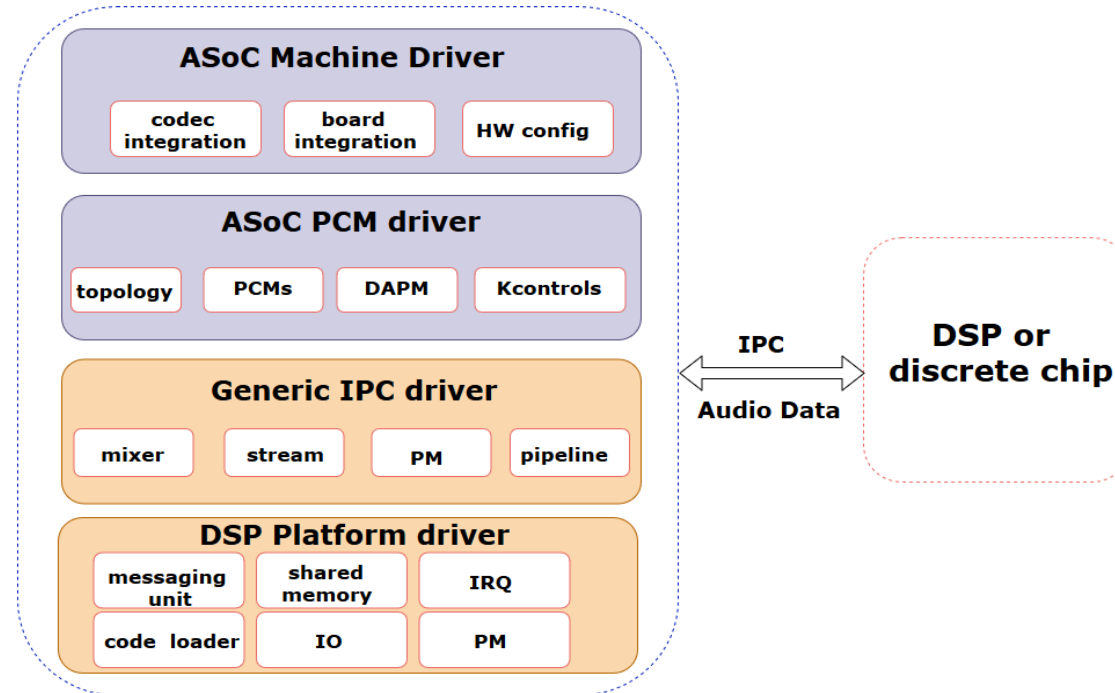 ASoC Machine Driver
codec
integration
board
integration
HW config
ASoC PCM driver
topology
PCMs
DAPM
Kcontrols
Generic IPC driver
mixer
stream
PM
pipeline
DSP Platform driver
messaging
unit
shared
memory
IRQ
code loader
IO
PM
IPC
Audio Data
DSP or
discrete chip